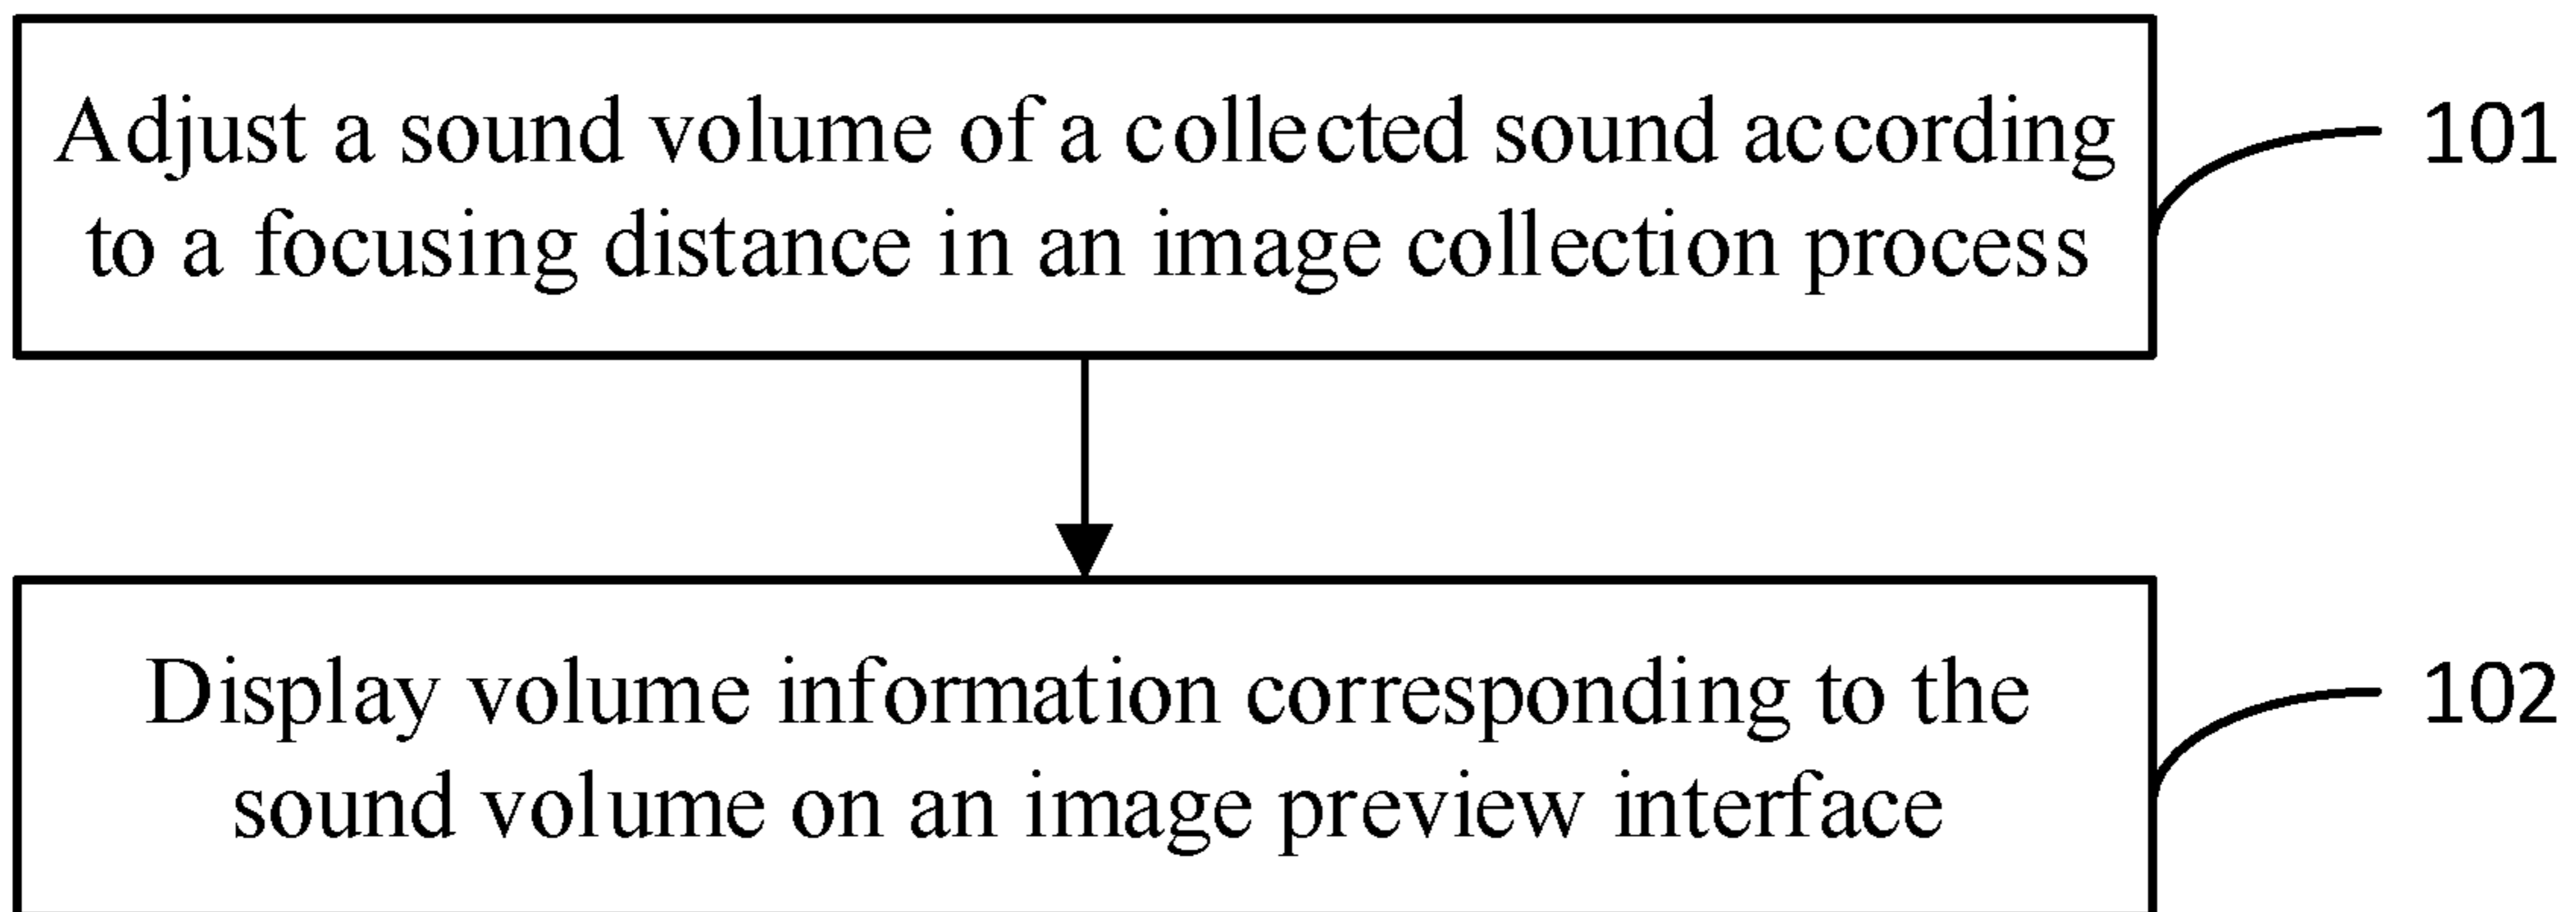 Adjust a sound volume of a collected sound according
to a focusing distance in an image collection process
101
Display volume information corresponding to the
sound volume on an image preview interface
102